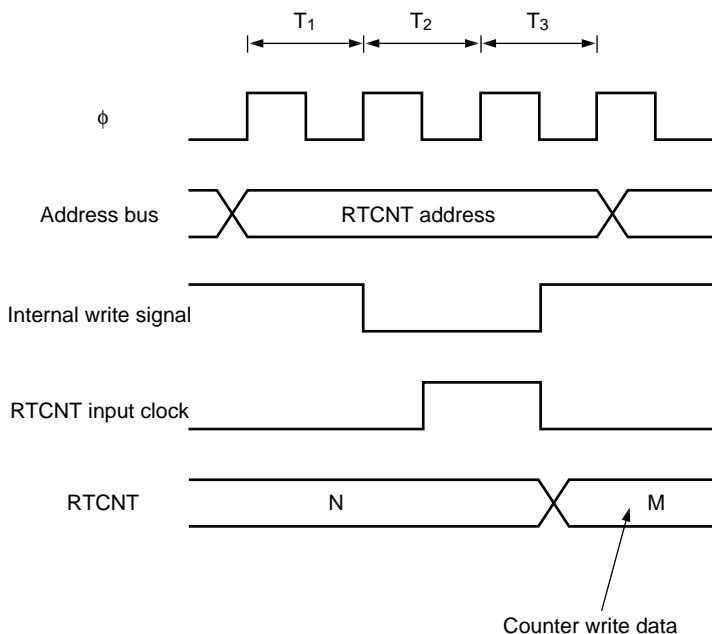 T1 T2 T3
ϕ
Address bus RTCNT address
Internal write signal
RTCNT input clock
RTCNT N M
Counter write data